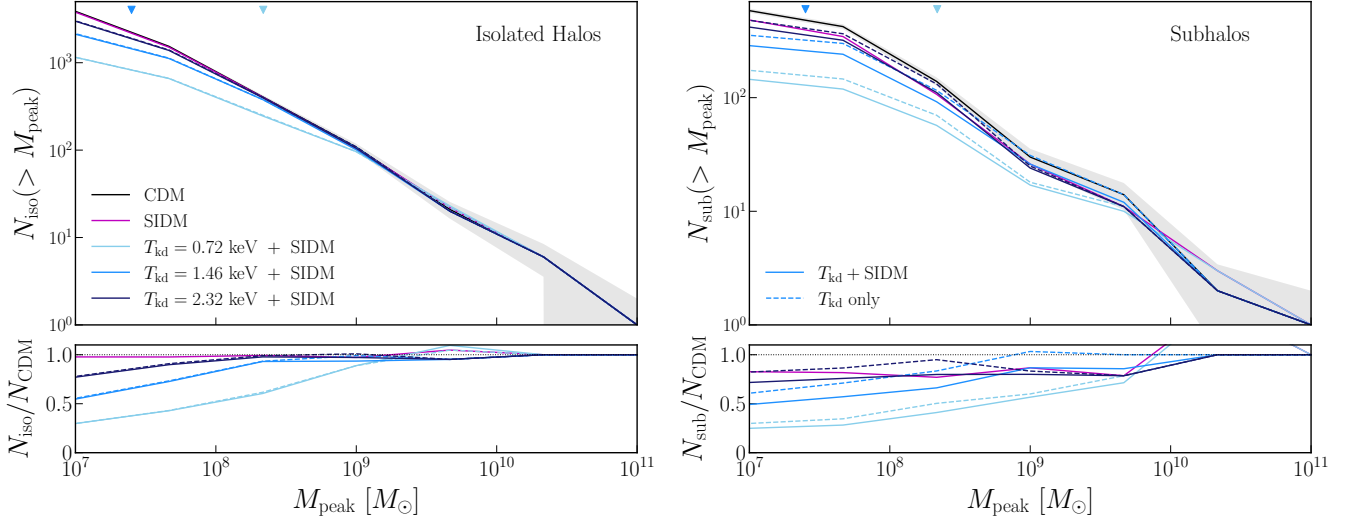 Isolated Halos
N_iso(> M_peak)
10^3
10^2
10^1
10^0
CDM
SIDM
T_kd = 0.72 keV + SIDM
T_kd = 1.46 keV + SIDM
T_kd = 2.32 keV + SIDM
N_iso/N_CDM
1.0
0.5
0
10^7 10^8 10^9 10^10 10^11
M_peak [M_⊙]
Subhalos
N_sub(> M_peak)
10^2
10^1
10^0
T_kd + SIDM
T_kd only
N_sub/N_CDM
1.0
0.5
0
10^7 10^8 10^9 10^10 10^11
M_peak [M_⊙]